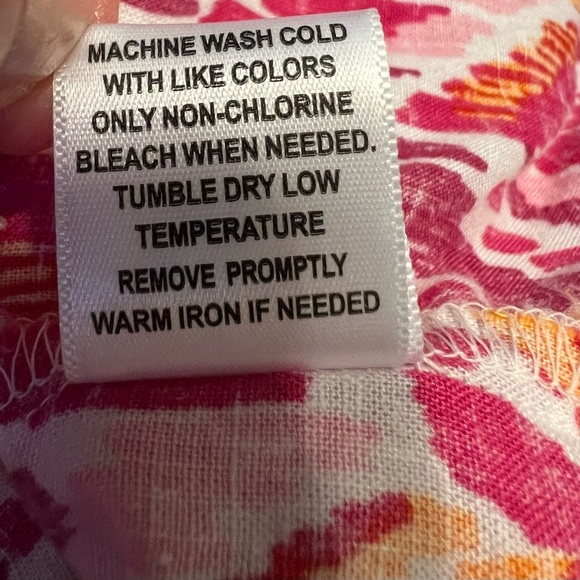 MACHINE WASH COLD
WITH LIKE COLORS
ONLY NON-CHLORINE
BLEACH WHEN NEEDED.
TUMBLE DRY LOW
TEMPERATURE
REMOVE PROMPTLY
WARM IRON IF NEEDED